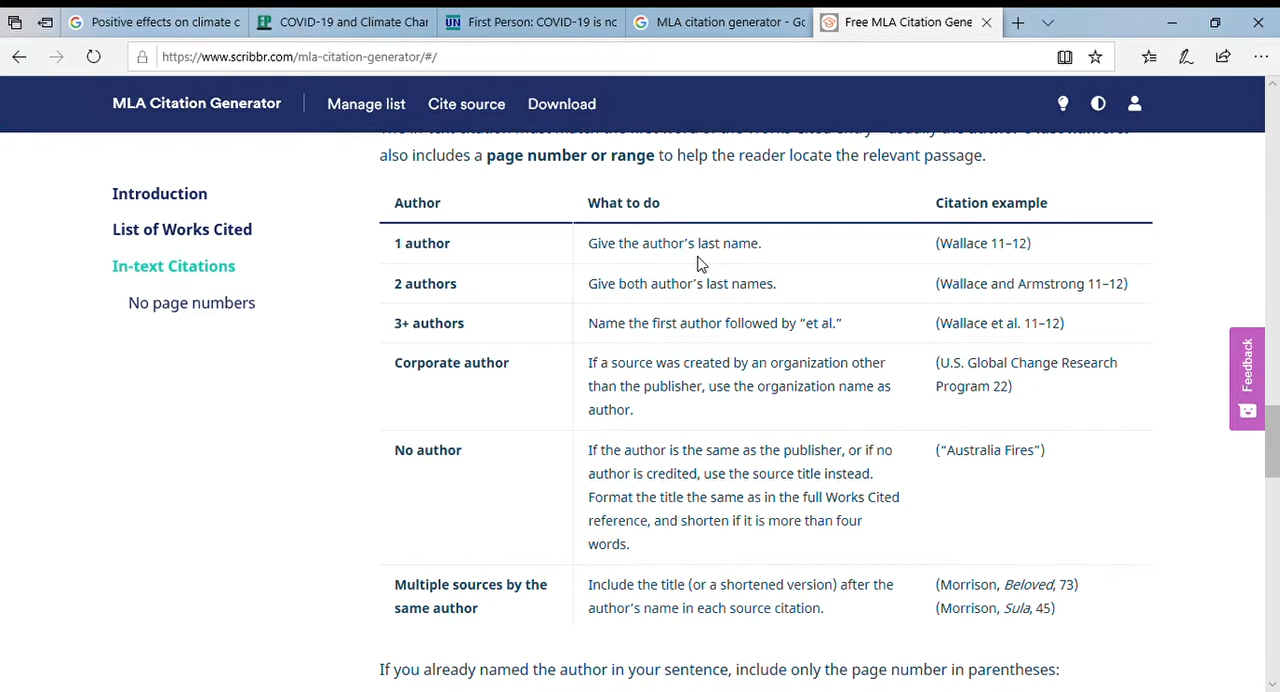 Positive effects on climate c
COVID-19 and Climate Char
UN First Person: COVID-19 is nc
MLA citation generator - Gc
Free MLA Citation Gene
https://www.scribbr.com/mla-citation-generator/#/
MLA Citation Generator Manage list Cite source Download
also includes a page number or range to help the reader locate the relevant passage.
Introduction
List of Works Cited
In-text Citations
No page numbers
Author What to do Citation example
1 author Give the author’s last name. (Wallace 11–12)
2 authors Give both author’s last names. (Wallace and Armstrong 11–12)
3+ authors Name the first author followed by “et al.” (Wallace et al. 11–12)
Corporate author If a source was created by an organization other (U.S. Global Change Research
than the publisher, use the organization name as Program 22)
author.
No author If the author is the same as the publisher, or if no (“Australia Fires”)
author is credited, use the source title instead.
Format the title the same as in the full Works Cited
reference, and shorten if it is more than four
words.
Multiple sources by the Include the title (or a shortened version) after the (Morrison, Beloved, 73)
same author author’s name in each source citation. (Morrison, Sula, 45)
If you already named the author in your sentence, include only the page number in parentheses:
Feedback